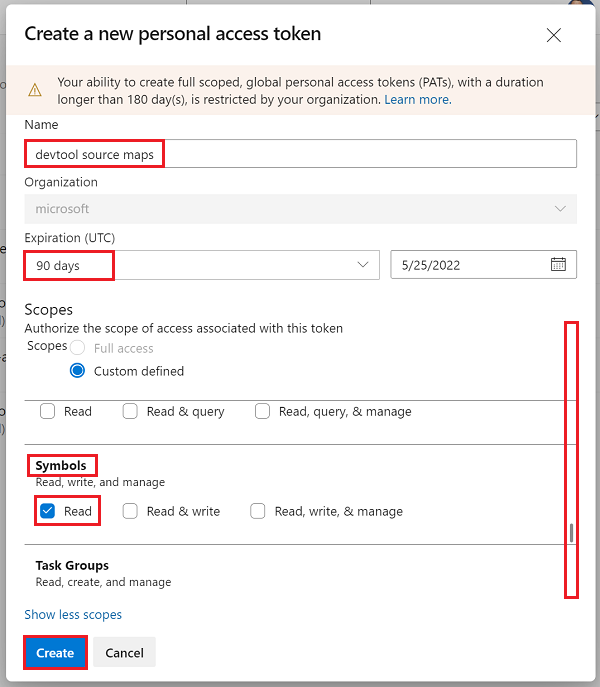 Create a new personal access token
Your ability to create full scoped, global personal access tokens (PATs), with a duration
longer than 180 day(s), is restricted by your organization. Learn more.
Name
devtool source maps
Organization
microsoft
Expiration (UTC)
90 days
5/25/2022
Scopes
Authorize the scope of access associated with this token
Scopes Full access
Custom defined
Read Read & query Read, query, & manage
Symbols
Read, write, and manage
Read Read & write Read, write, & manage
Task Groups
Read, create, and manage
Show less scopes
Create Cancel